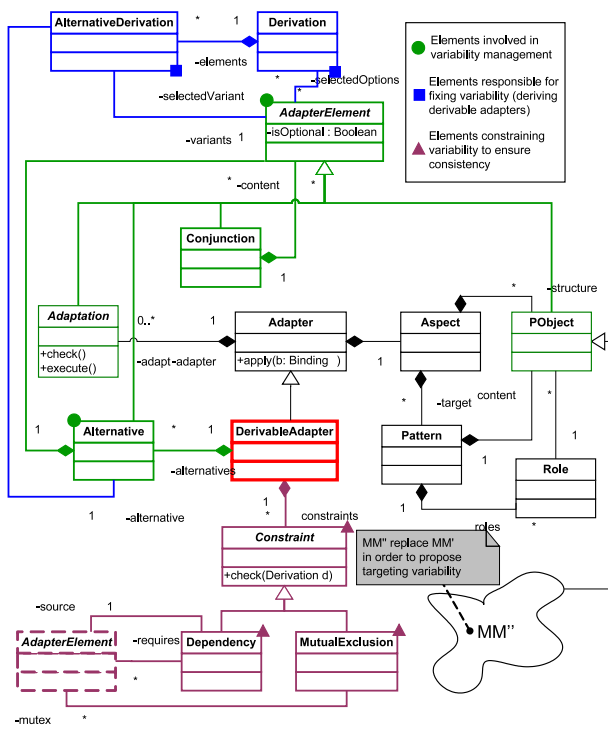 AlternativeDerivation
*
1
Derivation
-elements
-selectedVariant
*
-selectedOptions
*
Elements involved in
variability management
Elements responsible for
fixing variability (deriving
derivable adapters)
Elements constraining
variability to ensure
consistency
AdapterElement
-isOptional : Boolean
-variants
1
*
-content
*
Conjunction
1
-structure
Adaptation
+check()
+execute()
0..*
1
-adapt
-adapter
Adapter
+apply(b: Binding )
1
Aspect
*
PObject
*
-target
content
*
1
Alternative
1
*
-alternatives
1
DerivableAdapter
Pattern
1
1
Role
1
*
roles
1
-alternative
1
*
constraints
Constraint
+check(Derivation d)
MM'' replace MM'
in order to propose
targeting variability
MM''
-source
1
AdapterElement
-requires
*
Dependency
MutualExclusion
-mutex
*